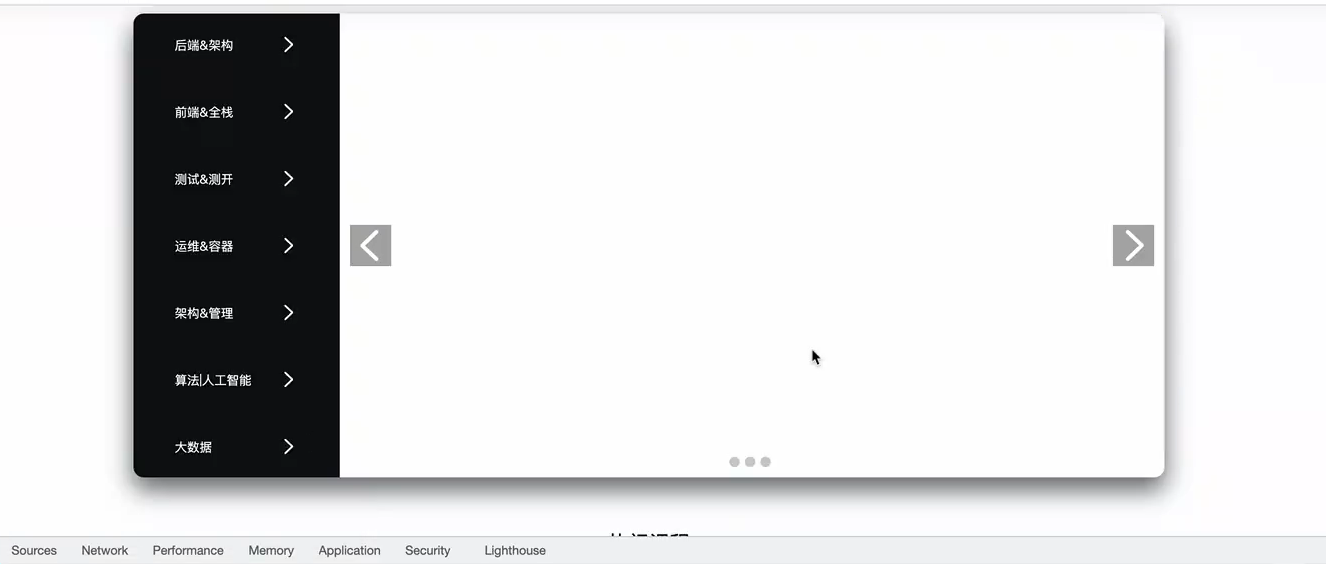 后端&架构
前端&全栈
测试&测开
运维&容器
架构&管理
算法|人工智能
大数据
Sources Network Performance Memory Application Security Lighthouse